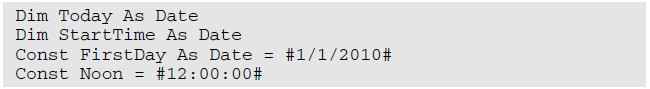 Dim Today As Date
Dim StartTime As Date
Const FirstDay As Date = #1/1/2010#
Const Noon = #12:00:00#